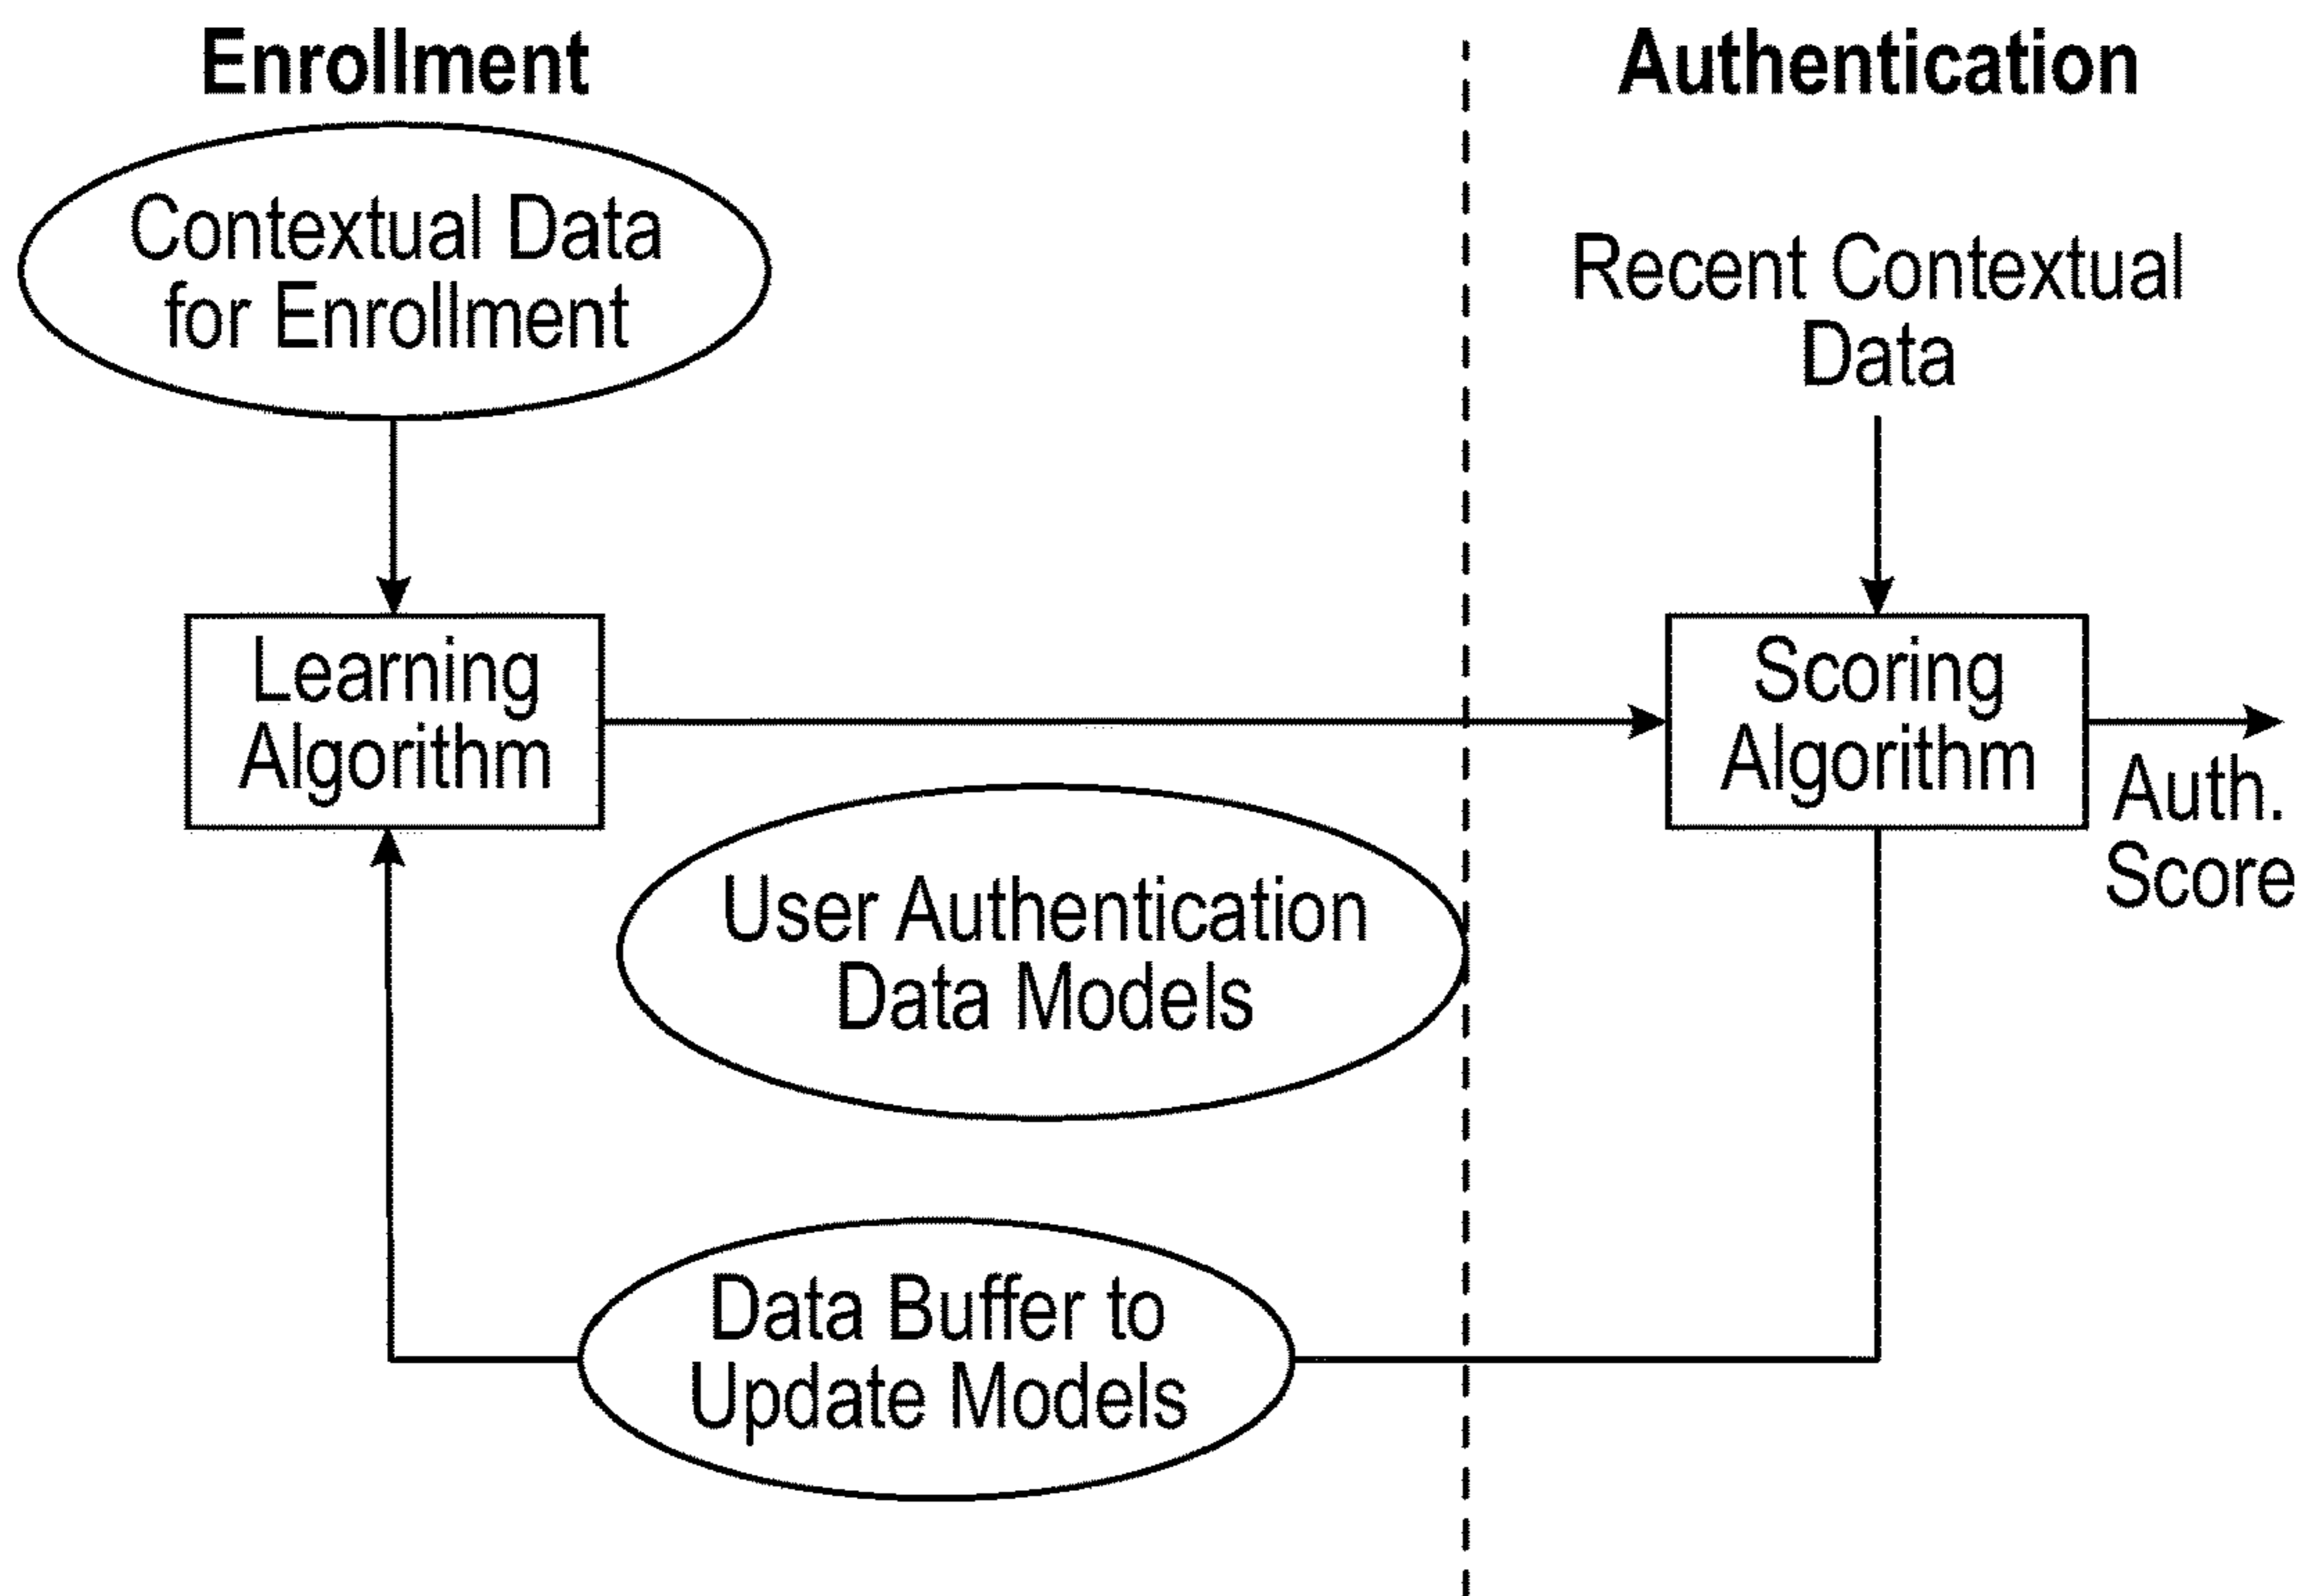 Enrollment
Contextual Data
for Enrollment
Learning
Algorithm
User Authentication
Data Models
Data Buffer to
Update Models
Authentication
Recent Contextual
Data
Scoring
Algorithm
Auth.
Score